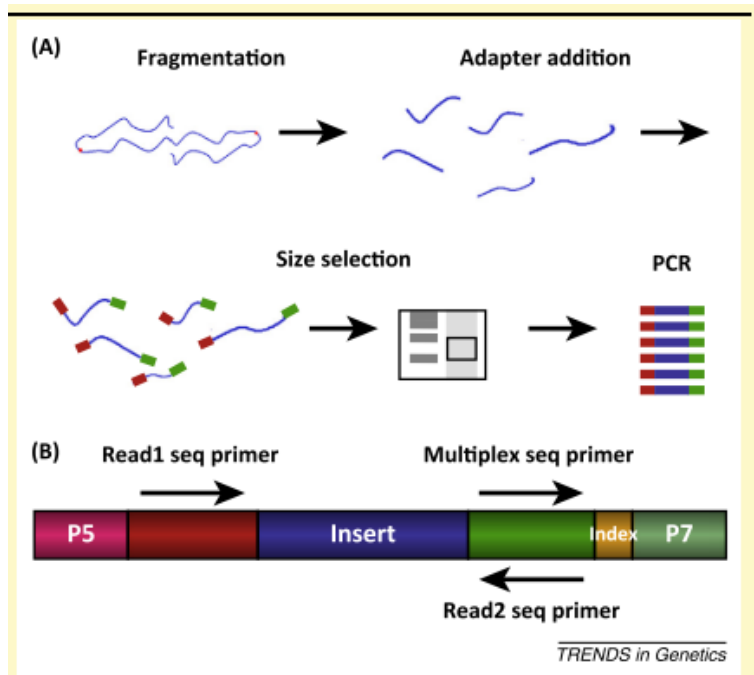 (A)
Fragmentation
Adapter addition
Size selection
PCR
(B)
Read1 seq primer
Multiplex seq primer
P5
Insert
Index
P7
Read2 seq primer
TRENDS in Genetics